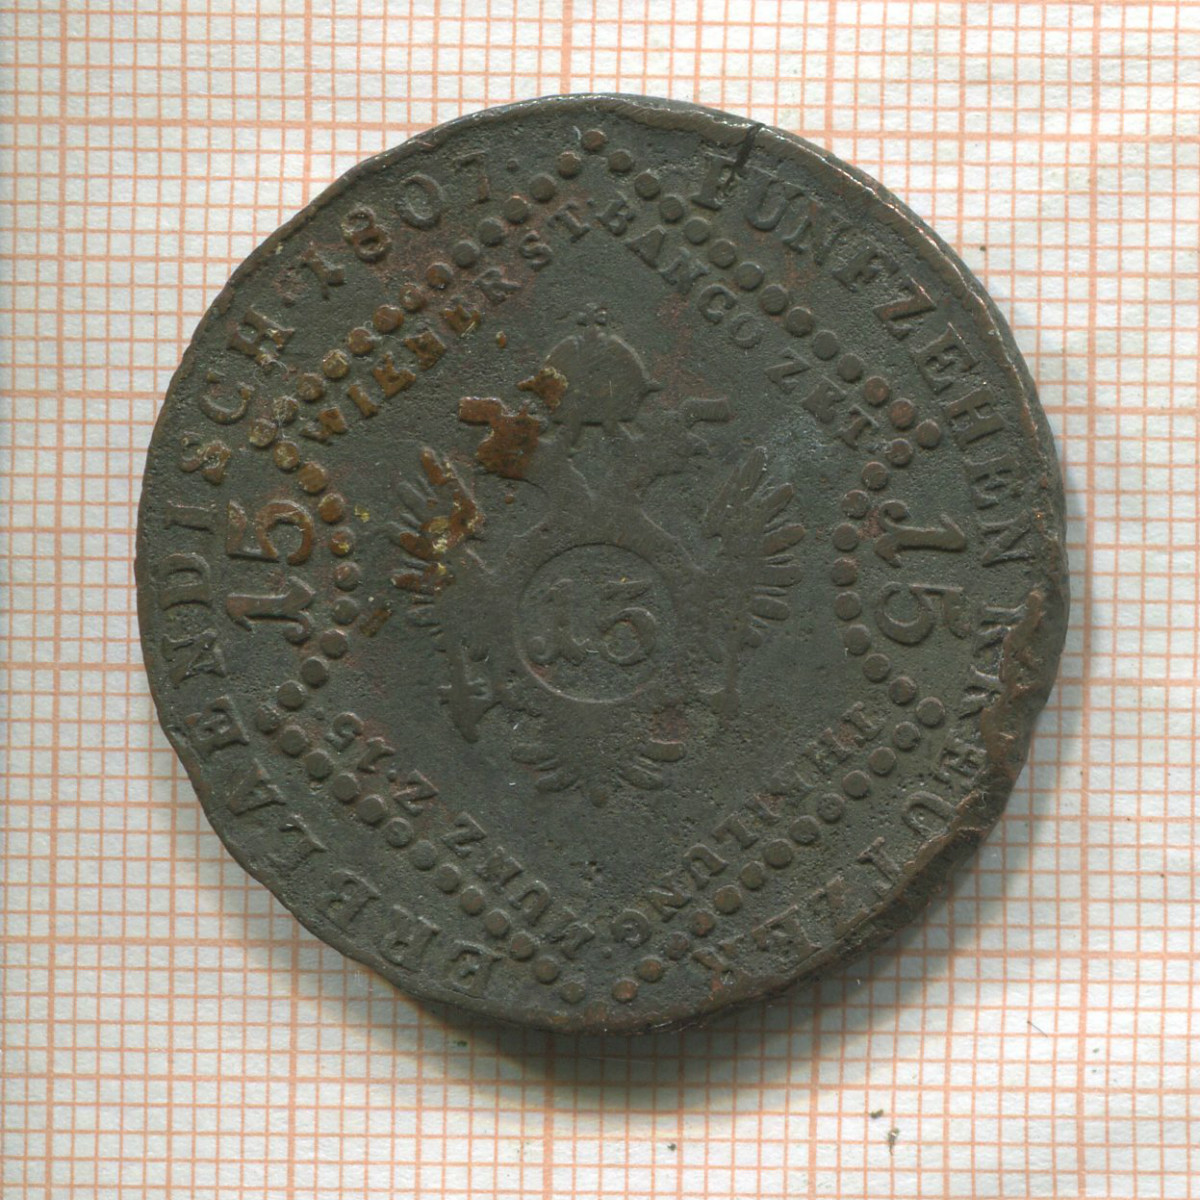 FUNFZEHEN KREUTZER
ERBLAENDISCH·1807·
WIENER ST·BANCO ZET
THEILUNG MUNZ Z·15
15
15
15